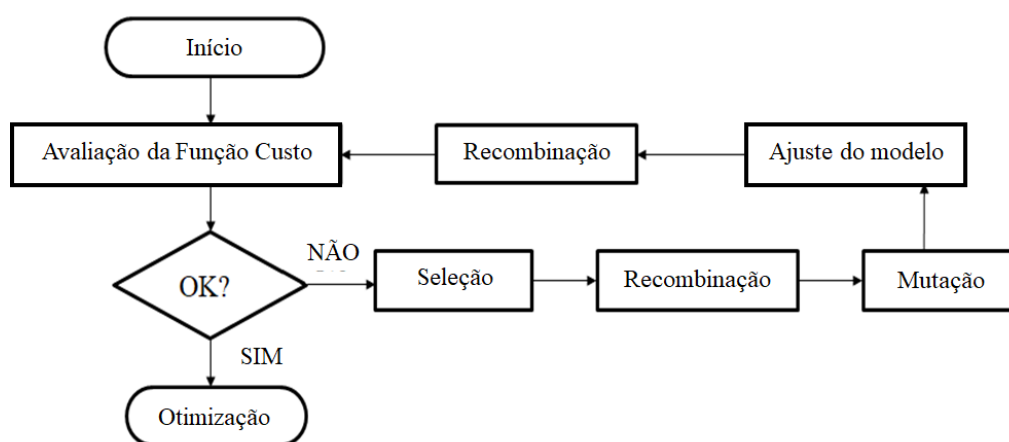 Início
Avaliação da Função Custo
Recombinação
Ajuste do modelo
OK?
NÃO
Seleção
Recombinação
Mutação
SIM
Otimização